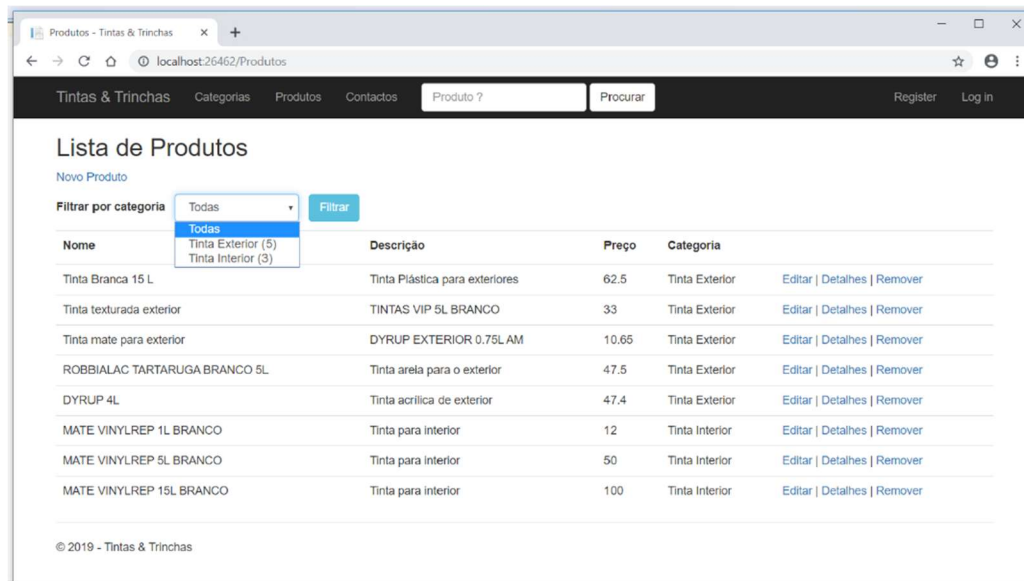 Produtos - Tintas & Trinchas
localhost:26462/Produtos
Tintas & Trinchas Categorias Produtos Contactos Produto ? Procurar Register Log in
Lista de Produtos
Novo Produto
Filtrar por categoria Todas Filtrar
Todas
Tinta Exterior (5)
Tinta Interior (3)
Nome Descrição Preço Categoria
Tinta Branca 15 L Tinta Plástica para exteriores 62.5 Tinta Exterior Editar | Detalhes | Remover
Tinta texturada exterior TINTAS VIP 5L BRANCO 33 Tinta Exterior Editar | Detalhes | Remover
Tinta mate para exterior DYRUP EXTERIOR 0.75L AM 10.65 Tinta Exterior Editar | Detalhes | Remover
ROBBIALAC TARTARUGA BRANCO 5L Tinta areia para o exterior 47.5 Tinta Exterior Editar | Detalhes | Remover
DYRUP 4L Tinta acrílica de exterior 47.4 Tinta Exterior Editar | Detalhes | Remover
MATE VINYLREP 1L BRANCO Tinta para interior 12 Tinta Interior Editar | Detalhes | Remover
MATE VINYLREP 5L BRANCO Tinta para interior 50 Tinta Interior Editar | Detalhes | Remover
MATE VINYLREP 15L BRANCO Tinta para interior 100 Tinta Interior Editar | Detalhes | Remover
© 2019 - Tintas & Trinchas